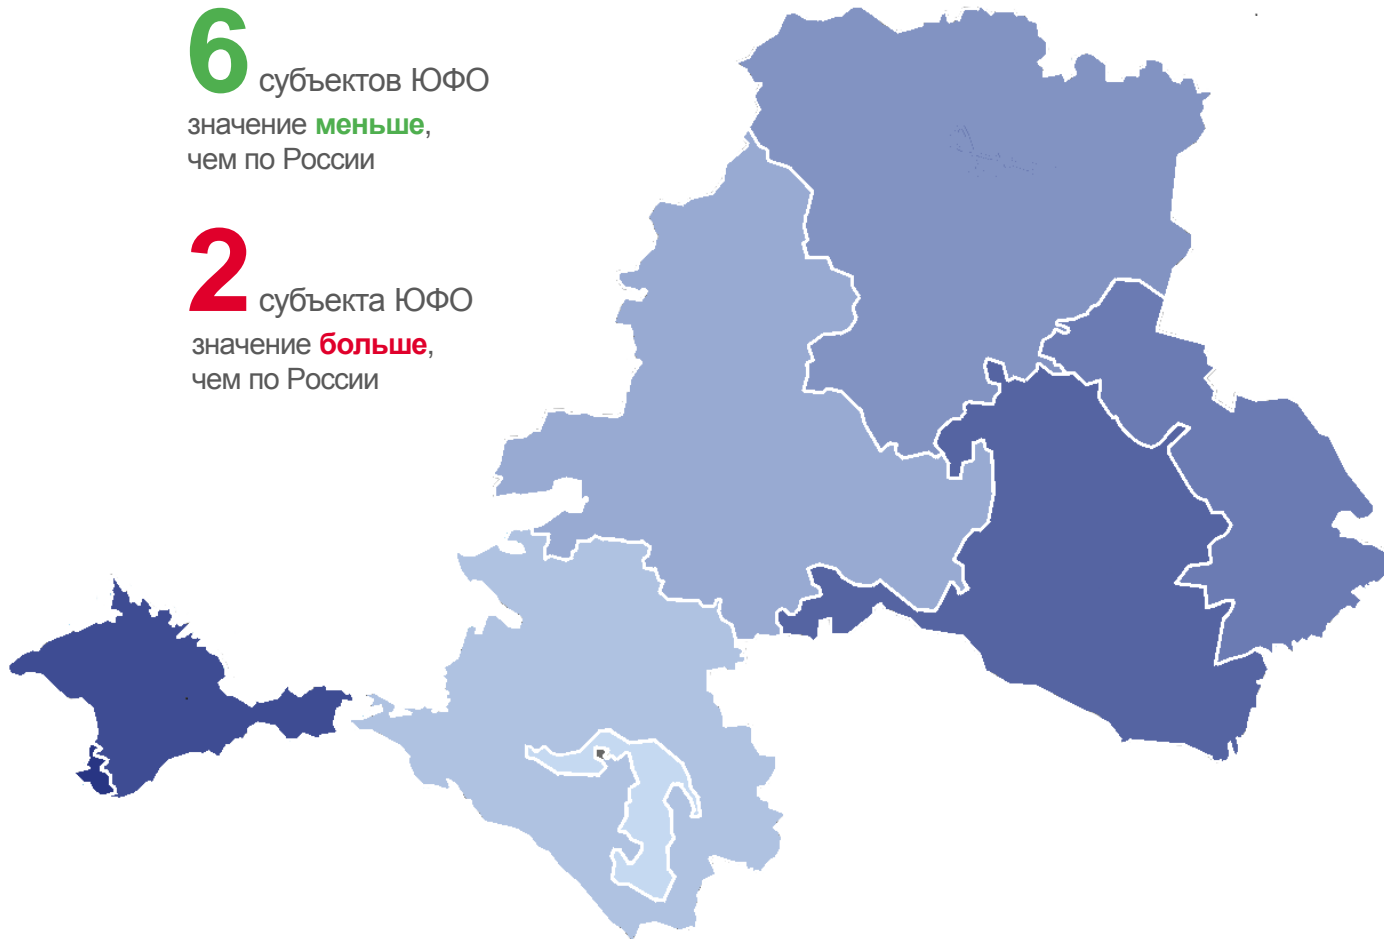 6 субъектов ЮФО
значение меньше,
чем по России
2 субъекта ЮФО
значение больше,
чем по России